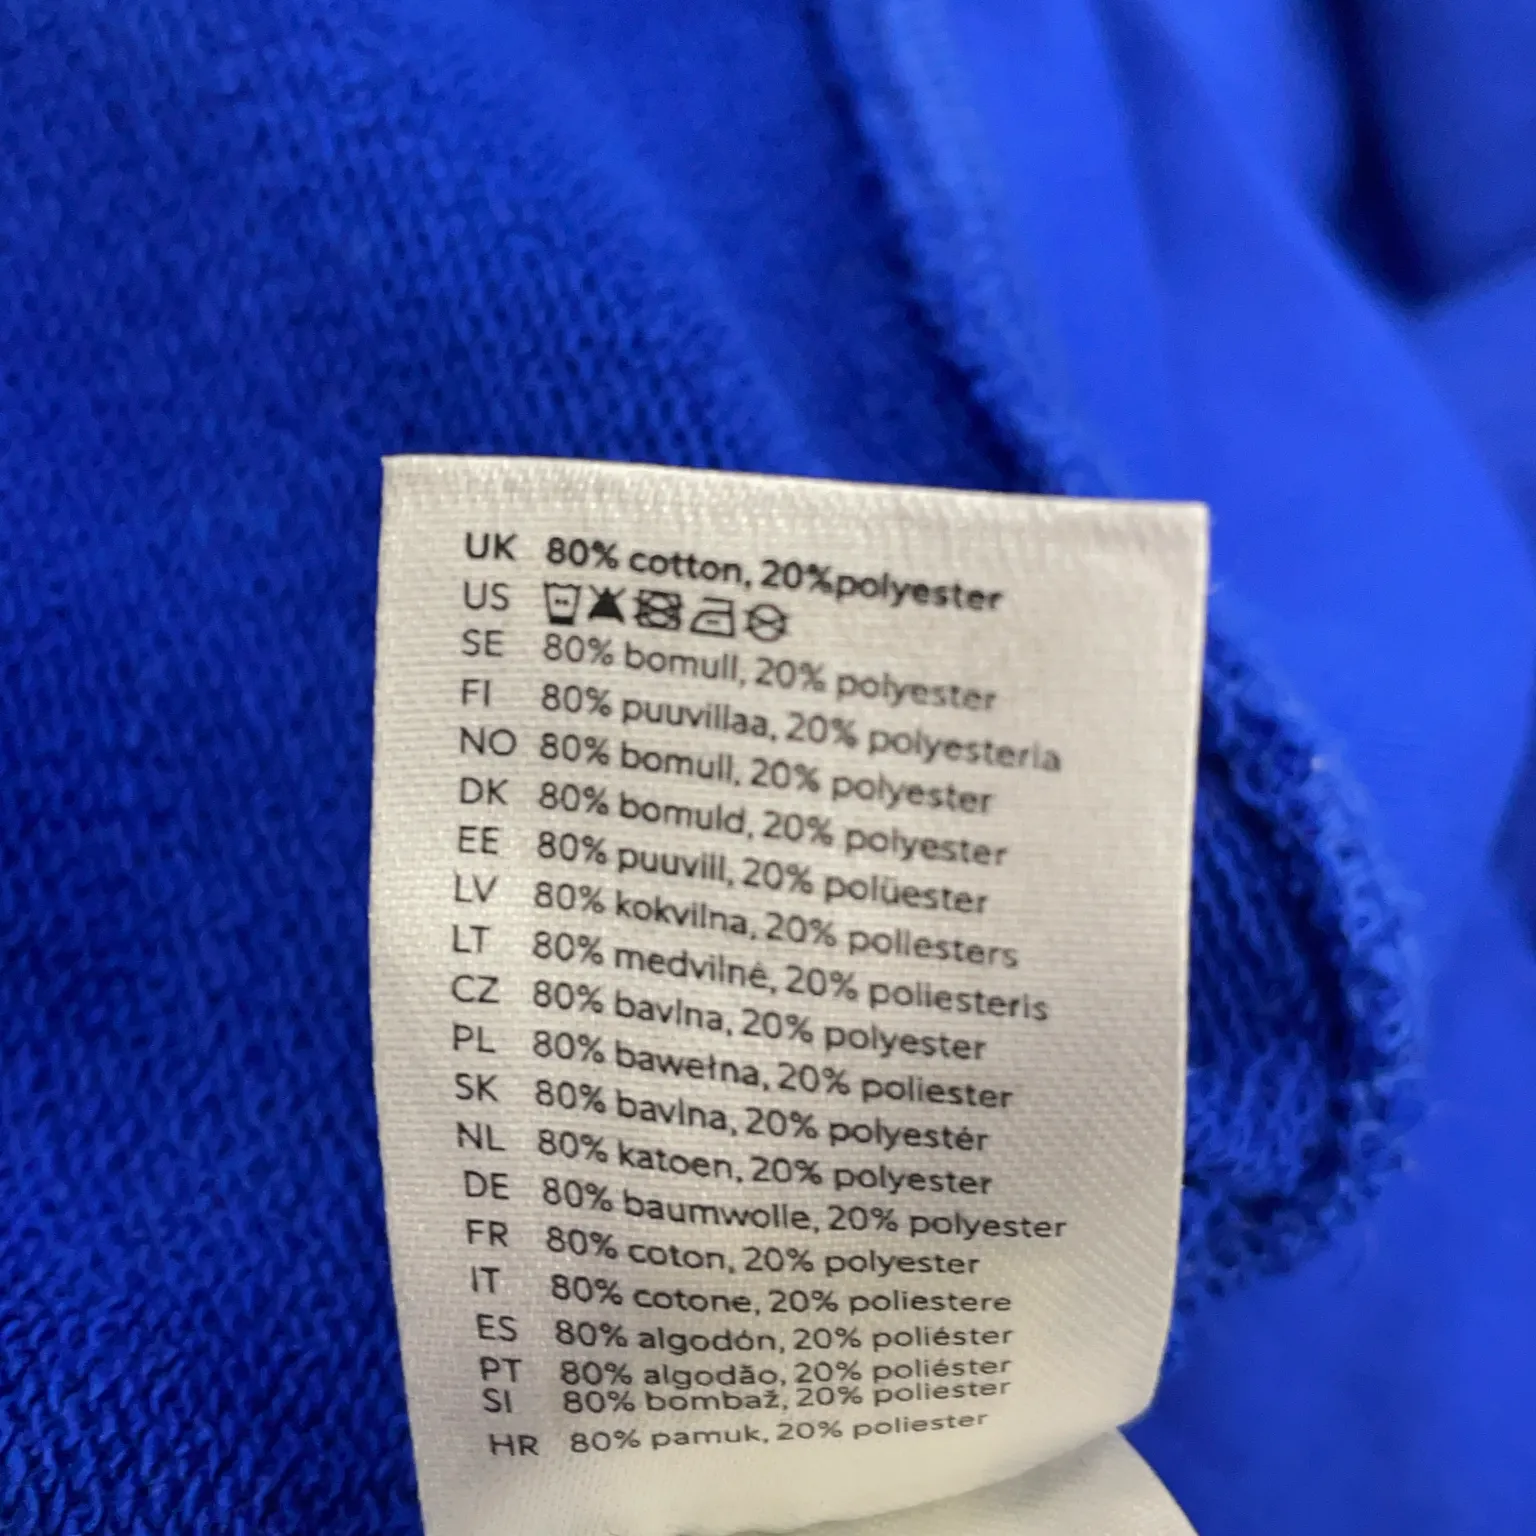 UK 80% cotton, 20%polyester
US
SE 80% bomull, 20% polyester
FI 80% puuvillaa, 20% polyesteria
NO 80% bomull, 20% polyester
DK 80% bomuld, 20% polyester
EE 80% puuvill, 20% polüester
LV 80% kokvilna, 20% poliesters
LT 80% medvilnė, 20% poliesteris
CZ 80% bavlna, 20% polyester
PL 80% bawełna, 20% poliester
SK 80% bavlna, 20% polyestér
NL 80% katoen, 20% polyester
DE 80% baumwolle, 20% polyester
FR 80% coton, 20% polyester
IT 80% cotone, 20% poliestere
ES 80% algodón, 20% poliéster
PT 80% algodão, 20% poliéster
SI 80% bombaž, 20% poliester
HR 80% pamuk, 20% poliester